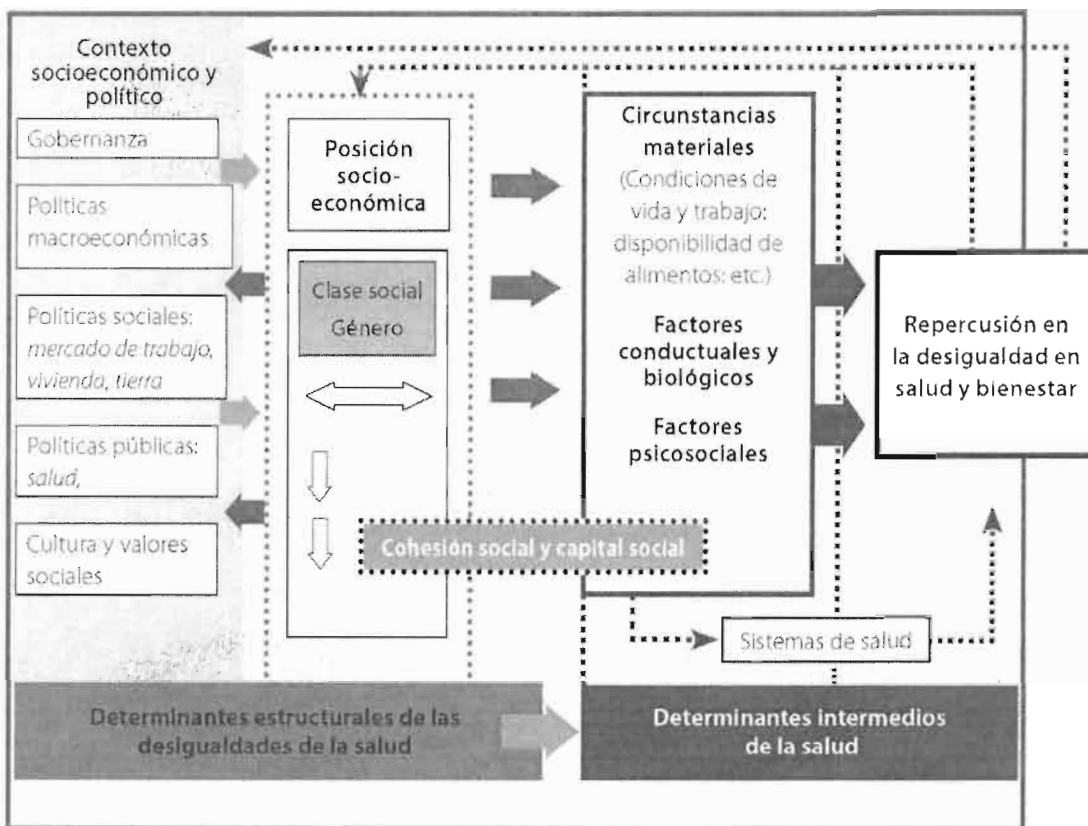 Contexto
socioeconómico y
político
Gobernanza
Políticas
macroeconómicas
Políticas sociales:
mercado de trabajo,
vivienda, tierra
Políticas públicas:
salud,
Cultura y valores
sociales
Posición
socio-
económica
Clase social
Género
Cohesión social y capital social
Circunstancias
materiales
(Condiciones de
vida y trabajo:
disponibilidad de
alimentos: etc.)
Factores
conductuales y
biológicos
Factores
psicosociales
Sistemas de salud
Repercusión en
la desigualdad en
salud y bienestar
Determinantes estructurales de las
desigualdades de la salud
Determinantes intermedios
de la salud